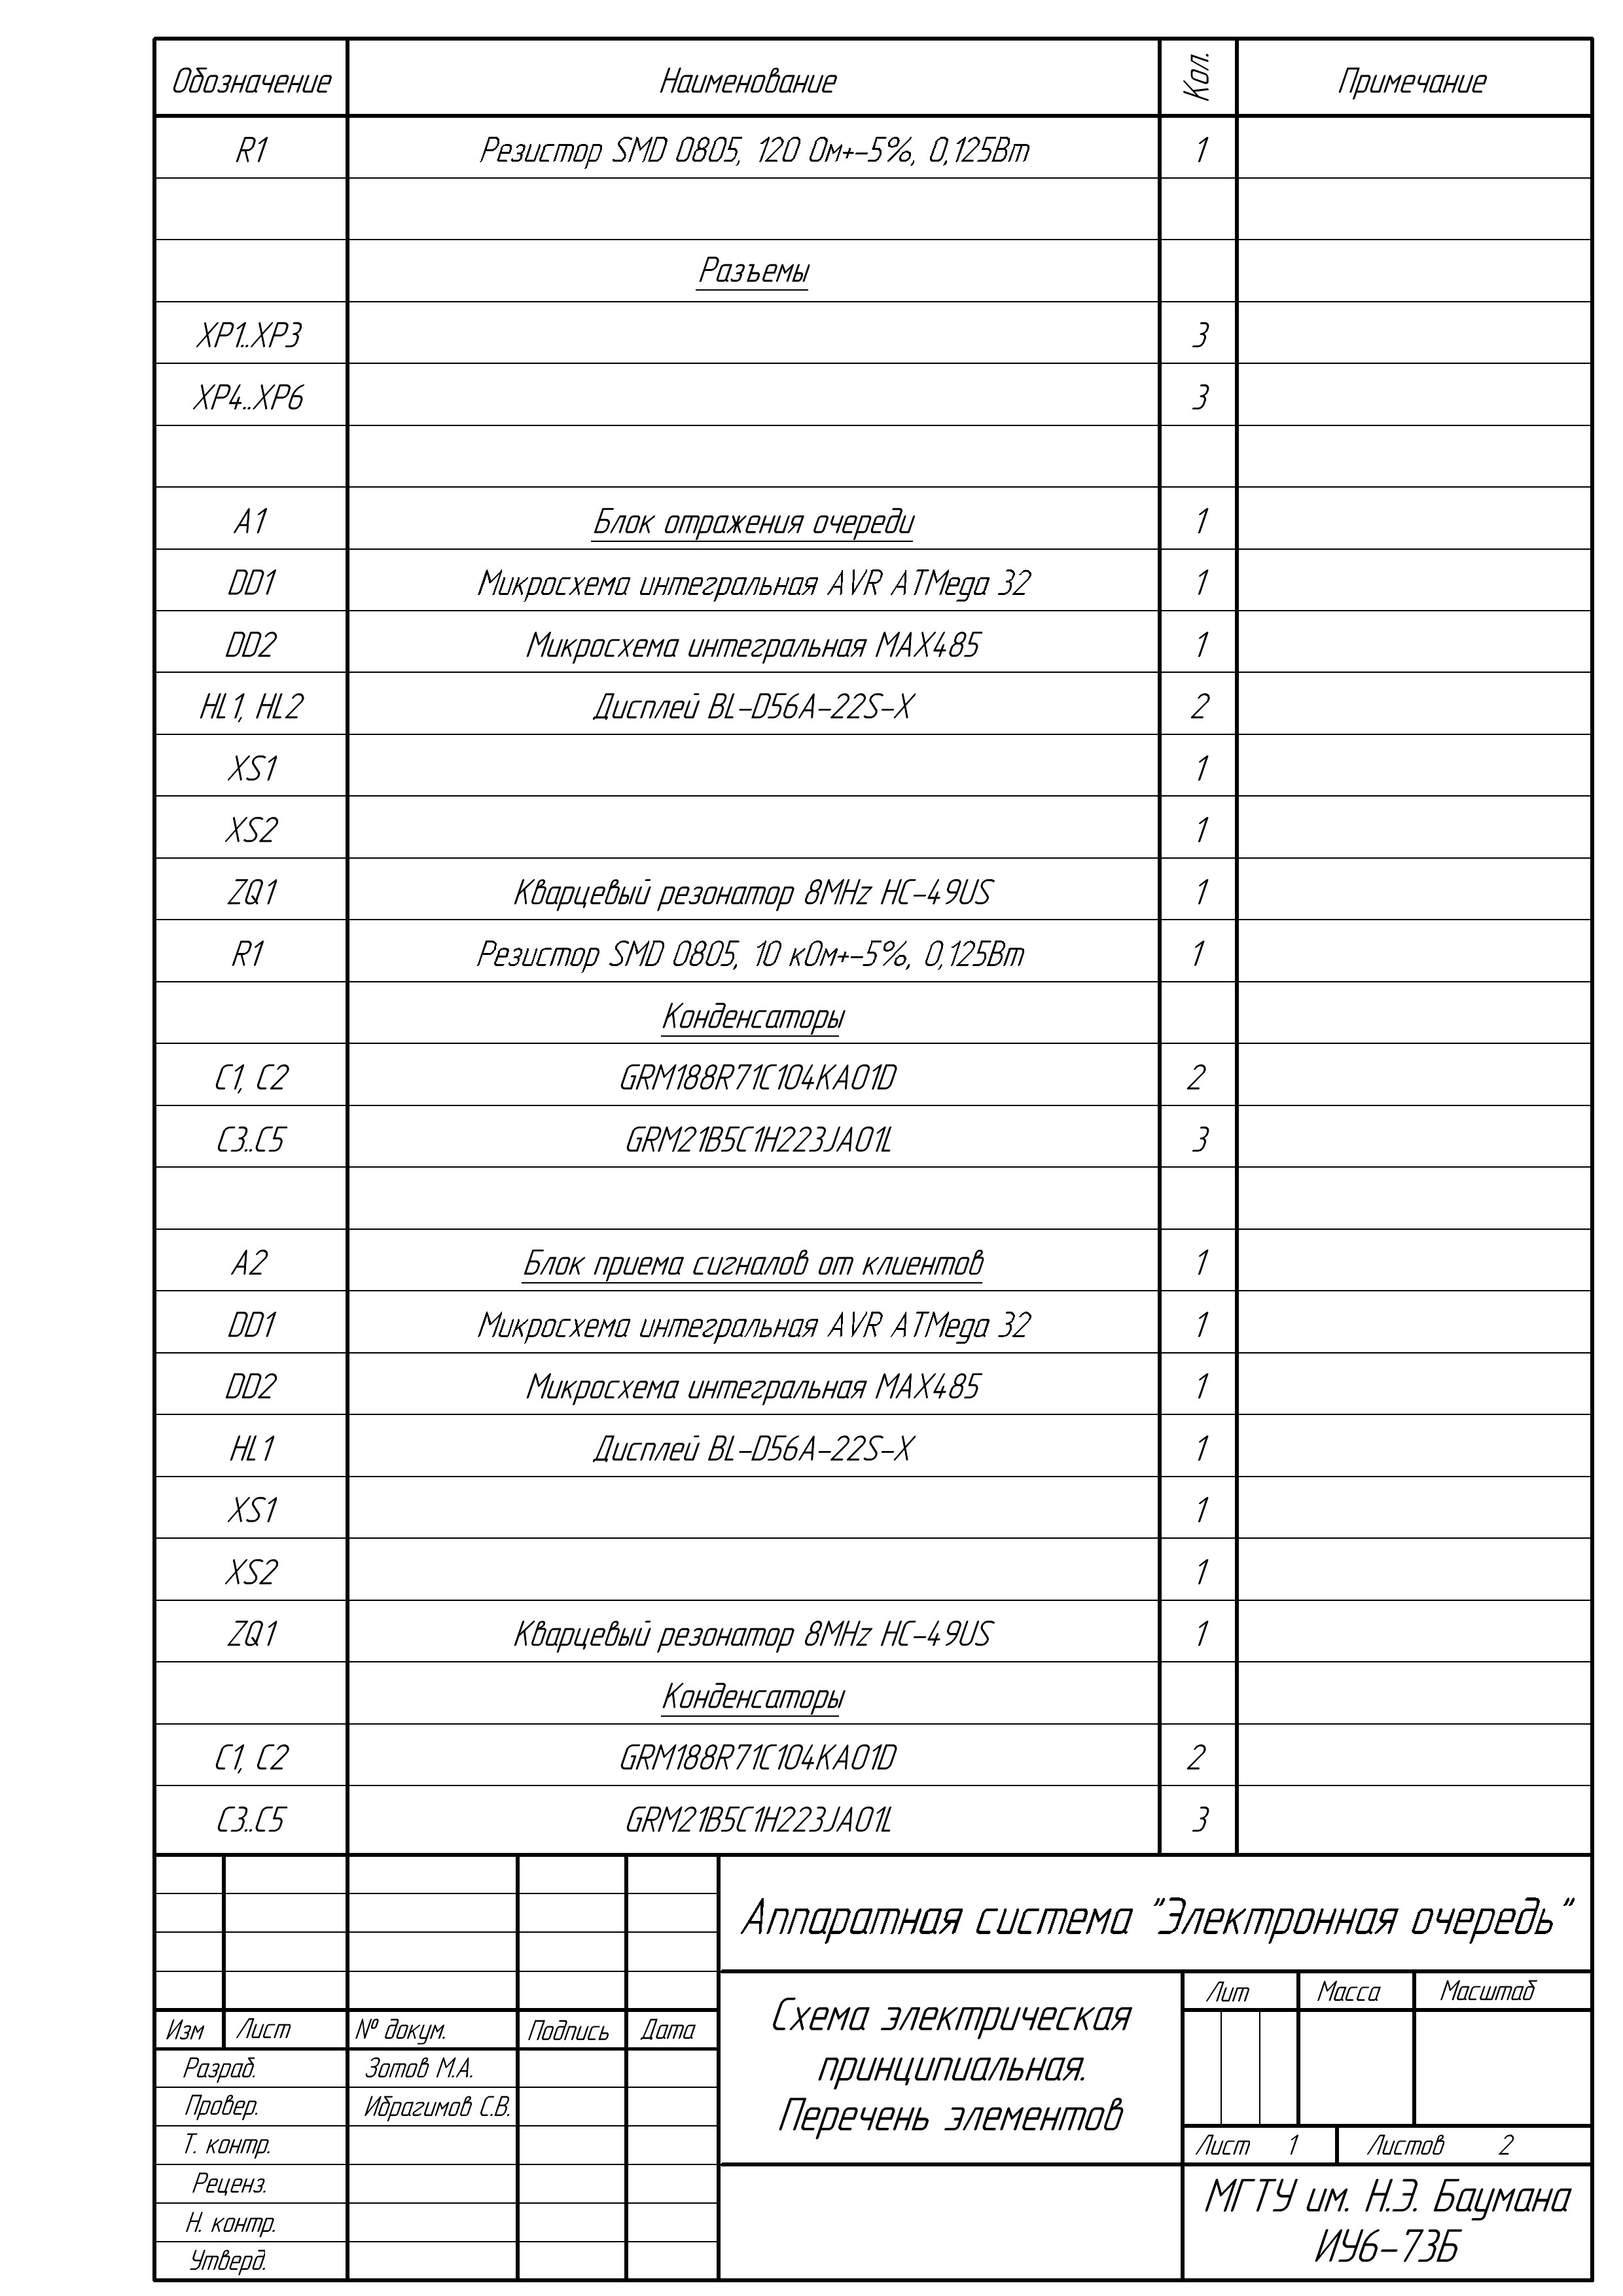 Обозначение Наименование Кол. Примечание
R1 Резистор SMD 0805, 120 Ом+-5%, 0,125Вт 1
Разъемы
XP1..XP3 3
XP4..XP6 3
A1 Блок отражения очереди 1
DD1 Микросхема интегральная AVR ATMega 32 1
DD2 Микросхема интегральная MAX485 1
HL1, HL2 Дисплей BL-D56A-22S-X 2
XS1 1
XS2 1
ZQ1 Кварцевый резонатор 8MHz HC-49US 1
R1 Резистор SMD 0805, 10 кОм+-5%, 0,125Вт 1
Конденсаторы
C1, C2 GRM188R71C104KA01D 2
C3..C5 GRM21B5C1H223JA01L 3
A2 Блок приема сигналов от клиентов 1
DD1 Микросхема интегральная AVR ATMega 32 1
DD2 Микросхема интегральная MAX485 1
HL1 Дисплей BL-D56A-22S-X 1
XS1 1
XS2 1
ZQ1 Кварцевый резонатор 8MHz HC-49US 1
Конденсаторы
C1, C2 GRM188R71C104KA01D 2
C3..C5 GRM21B5C1H223JA01L 3
Аппаратная система "Электронная очередь"
Изм Лист № докум. Подпись Дата
Разраб. Зотов М.А.
Провер. Ибрагимов С.В.
Т. контр.
Реценз.
Н. контр.
Утверд.
Схема электрическая
принципиальная.
Перечень элементов
Лит Масса Масштаб
Лист 1 Листов 2
МГТУ им. Н.Э. Баумана
ИУ6-73Б